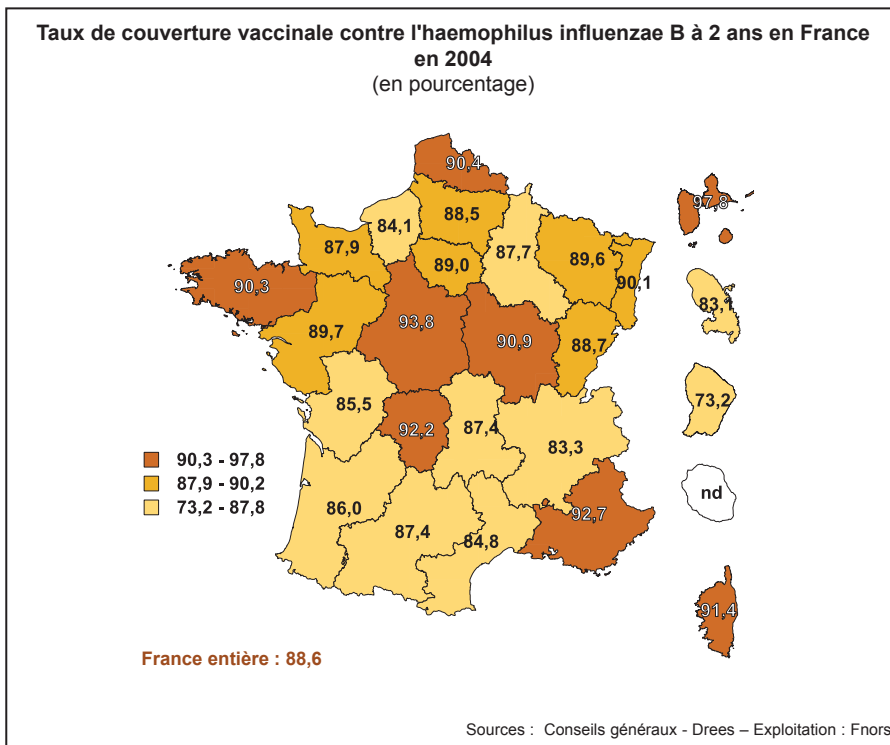 Taux de couverture vaccinale contre l'haemophilus influenzae B à 2 ans en France
en 2004
(en pourcentage)
90,4
97,8
88,5
84,1
87,9
87,7
89,6
89,0
90,1
90,3
83,1
93,8
89,7
90,9
88,7
85,5
73,2
92,2
87,4
83,3
90,3 - 97,8
87,9 - 90,2
73,2 - 87,8
nd
86,0
92,7
87,4
84,8
91,4
France entière : 88,6
Sources : Conseils généraux - Drees – Exploitation : Fnors